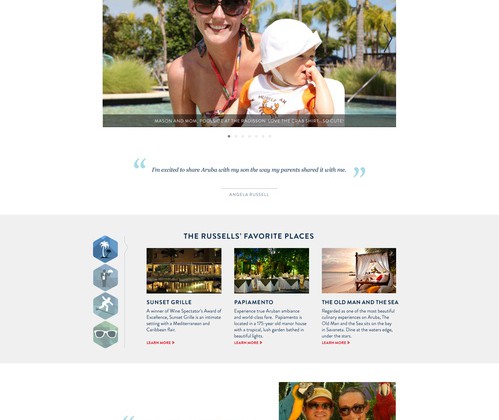 MASON AND MOM, POOLSIDE AT THE RADISSON. LOVE THE CRAB SHIRT...SO CUTE!
“ I'm excited to share Aruba with my son the way my parents shared it with me. ”
ANGELA RUSSELL
THE RUSSELLS' FAVORITE PLACES
SUNSET GRILLE
A winner of Wine Spectator's Award of
Excellence, Sunset Grille is an intimate
setting with a Mediterranean and
Caribbean flair.
LEARN MORE
PAPIAMENTO
Experience true Aruban ambiance
and world-class fare. Papiamento is
located in a 175-year old manor house
with a tropical, lush garden bathed in
beautiful lights.
LEARN MORE
THE OLD MAN AND THE SEA
Regarded as one of the most beautiful
culinary experiences on Aruba, The
Old Man and the Sea sits on the bay
in Savaneta. Dine at the waters edge,
under the stars.
LEARN MORE